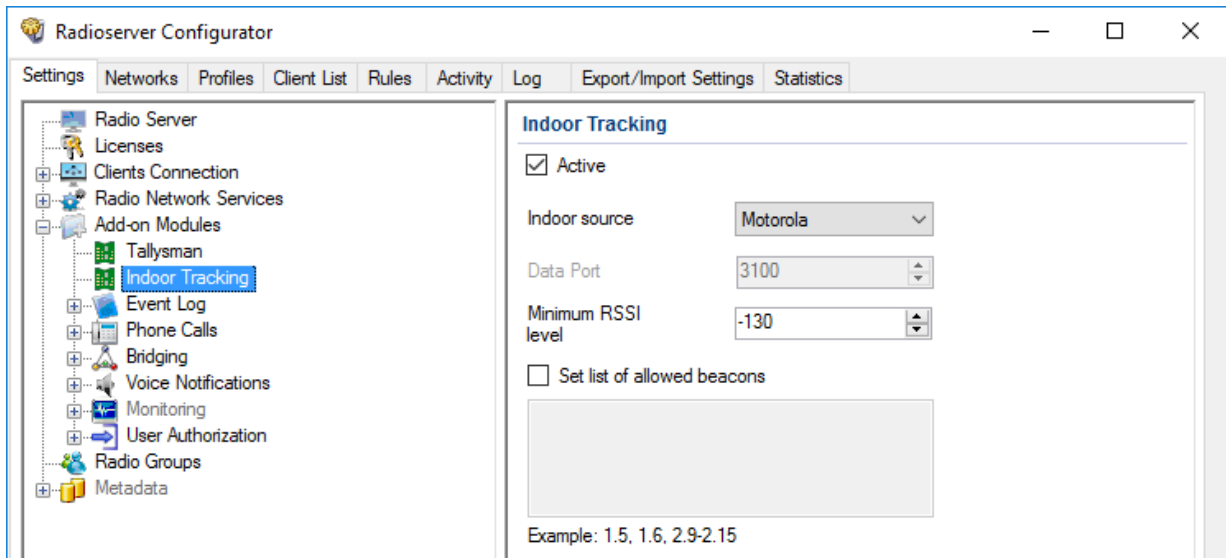 Radioserver Configurator
Settings Networks Profiles Client List Rules Activity Log Export/Import Settings Statistics
Radio Server
Licenses
Clients Connection
Radio Network Services
Add-on Modules
Tallysman
Indoor Tracking
Event Log
Phone Calls
Bridging
Voice Notifications
Monitoring
User Authorization
Radio Groups
Metadata
Indoor Tracking
Active
Indoor source Motorola
Data Port 3100
Minimum RSSI
level -130
Set list of allowed beacons
Example: 1.5, 1.6, 2.9-2.15